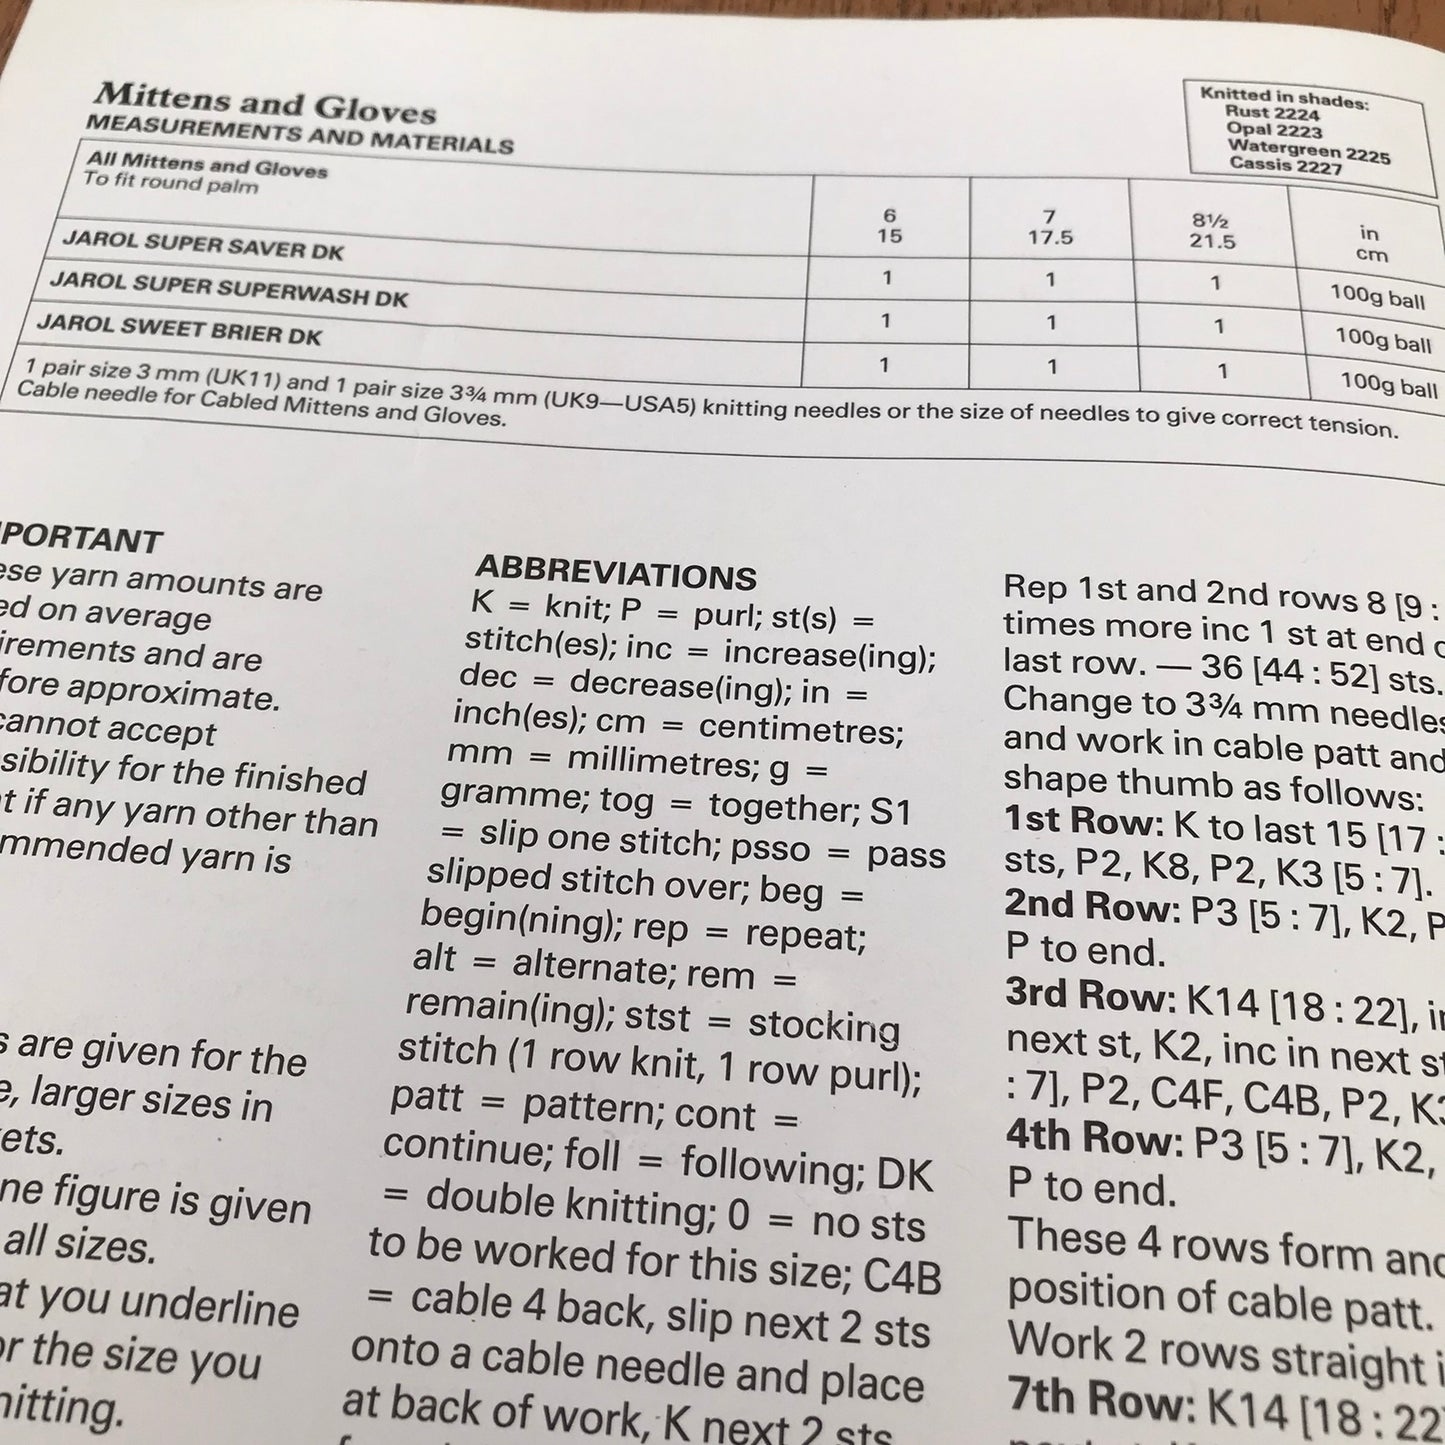 Mittens and Gloves
MEASUREMENTS AND MATERIALS
Knitted in shades:
Rust 2224
Opal 2223
Watergreen 2225
Cassis 2227
All Mittens and Gloves
To fit round palm
6 7 8½ in
15 17.5 21.5 cm
JAROL SUPER SAVER DK 1 1 1 100g ball
JAROL SUPER SUPERWASH DK 1 1 1 100g ball
JAROL SWEET BRIER DK 1 1 1 100g ball
1 pair size 3 mm (UK11) and 1 pair size 3¾ mm (UK9—USA5) knitting needles or the size of needles to give correct tension.
Cable needle for Cabled Mittens and Gloves.
PORTANT
yarn amounts are
on average
and are
approximate.
cannot accept
for the finished
if any yarn other than
yarn is
are given for the
larger sizes in
figure is given
all sizes.
you underline
the size you
ABBREVIATIONS
K = knit; P = purl; st(s) =
stitch(es); inc = increase(ing);
dec = decrease(ing); in =
inch(es); cm = centimetres;
mm = millimetres; g =
gramme; tog = together; S1
= slip one stitch; psso = pass
slipped stitch over; beg =
begin(ning); rep = repeat;
alt = alternate; rem =
remain(ing); stst = stocking
stitch (1 row knit, 1 row purl);
patt = pattern; cont =
continue; foll = following; DK
= double knitting; 0 = no sts
to be worked for this size; C4B
= cable 4 back, slip next 2 sts
onto a cable needle and place
at back of work, K next 2 sts
Rep 1st and 2nd rows 8 [9 :
times more inc 1 st at end
last row. — 36 [44 : 52] sts.
Change to 3¾ mm needles
and work in cable patt and
shape thumb as follows:
1st Row: K to last 15 [17 :
sts, P2, K8, P2, K3 [5 : 7].
2nd Row: P3 [5 : 7], K2, P
P to end.
3rd Row: K14 [18 : 22],
next st, K2, inc in next st
: 7], P2, C4F, C4B, P2, K3
4th Row: P3 [5 : 7], K2,
P to end.
These 4 rows form and
position of cable patt.
Work 2 rows straight
7th Row: K14 [18 : 22]